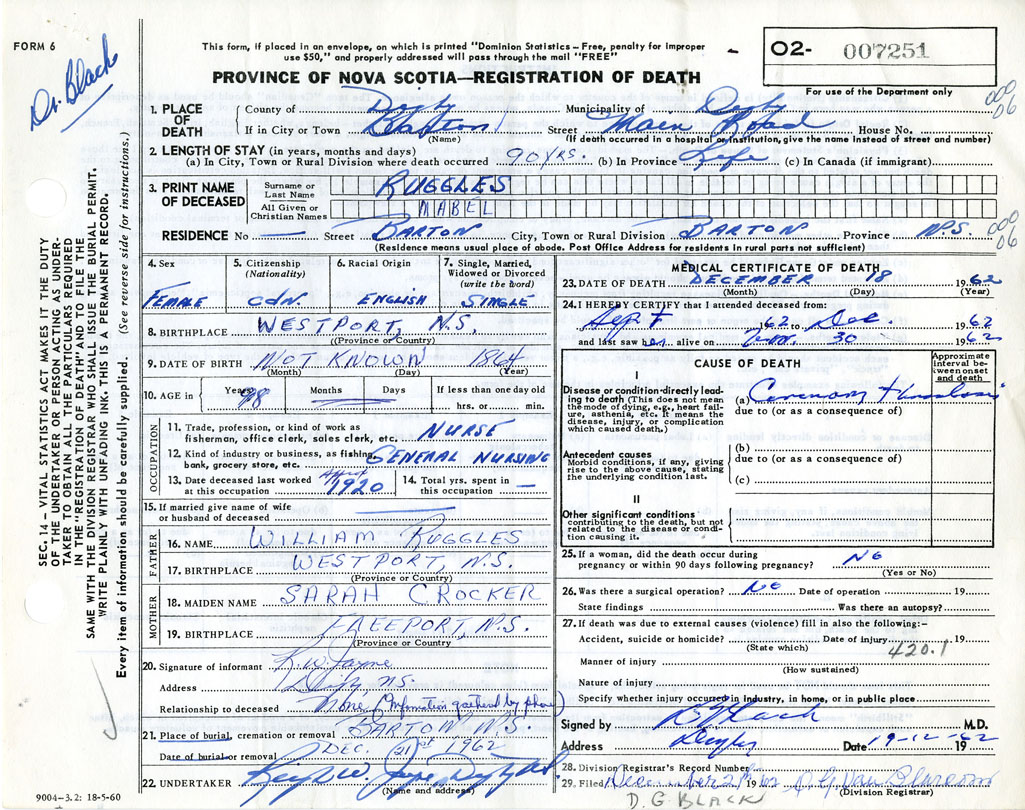 FORM 6
Dr. Black
This form, if placed in an envelope, on which is printed "Dominion Statistics – Free, penalty for improper
use $50," and properly addressed will pass through the mail "FREE"
PROVINCE OF NOVA SCOTIA—REGISTRATION OF DEATH
O2- 007251
For use of the Department only
1. PLACE OF DEATH
County of Digby Municipality of Digby
If in City or Town Barton Street Main Road House No.
(Name) (If death occurred in a hospital or institution, give the name instead of street and number)
2. LENGTH OF STAY (in years, months and days)
(a) In City, Town or Rural Division where death occurred 90 yrs. (b) In Province Life (c) In Canada (if immigrant)
3. PRINT NAME OF DECEASED
Surname or Last Name RUGGLES
All Given or Christian Names MABEL
RESIDENCE No — Street BARTON City, Town or Rural Division BARTON Province N.S.
(Residence means usual place of abode. Post Office Address for residents in rural parts not sufficient)
000
06
000
06
SEC. 14 – VITAL STATISTICS ACT MAKES IT THE DUTY
OF THE UNDERTAKER OR PERSON ACTING AS UNDER-
TAKER TO OBTAIN ALL THE PARTICULARS REQUIRED
IN THE "REGISTRATION OF DEATH" AND TO FILE THE
SAME WITH THE DIVISION REGISTRAR WHO SHALL ISSUE THE BURIAL PERMIT.
WRITE PLAINLY WITH UNFADING INK. THIS IS A PERMANENT RECORD.
Every item of information should be carefully supplied. (See reverse side for instructions.)
4. Sex FEMALE
5. Citizenship (Nationality) CDN.
6. Racial Origin ENGLISH
7. Single, Married, Widowed or Divorced (write the word) SINGLE
8. BIRTHPLACE WESTPORT, N.S.
(Province or Country)
9. DATE OF BIRTH NOT KNOWN 1864
(Month) (Day) (Year)
10. AGE in Years 98 Months Days If less than one day old
hrs. or min.
OCCUPATION
11. Trade, profession, or kind of work as
fisherman, office clerk, sales clerk, etc. NURSE
12. Kind of industry or business, as fishing,
bank, grocery store, etc. GENERAL NURSING
13. Date deceased last worked
at this occupation 1920
14. Total yrs. spent in
this occupation —
15. If married give name of wife
or husband of deceased
FATHER
16. NAME WILLIAM RUGGLES
17. BIRTHPLACE WESTPORT, N.S.
(Province or Country)
MOTHER
18. MAIDEN NAME SARAH CROCKER
19. BIRTHPLACE FREEPORT, N.S.
(Province or Country)
20. Signature of informant K. W. Jayne
Address Digby N.S.
Relationship to deceased None (Information gathered by phone)
21. Place of burial, cremation or removal BARTON N.S.
Date of burial or removal DEC. 21st 1962
22. UNDERTAKER
(Name and address)
9004–3.2: 18-5-60
MEDICAL CERTIFICATE OF DEATH
23. DATE OF DEATH DECEMBER 18 1962
(Month) (Day) (Year)
24. I HEREBY CERTIFY that I attended deceased from:
Sept 62 to Dec. 1962
and last saw her alive on Nov. 30 1962
CAUSE OF DEATH
Approximate interval between onset and death
I
Disease or condition directly lead-
ing to death (This does not mean
the mode of dying, e.g., heart fail-
ure, asthenia, etc. It means the
disease, injury, or complication
which caused death.)
(a) Coronary thrombosis
due to (or as a consequence of)
Antecedent causes
Morbid conditions, if any, giving
rise to the above cause, stating
the underlying condition last.
(b)
due to (or as a consequence of)
(c)
II
Other significant conditions
contributing to the death, but not
related to the disease or condi-
tion causing it.
25. If a woman, did the death occur during
pregnancy or within 90 days following pregnancy? NO
(Yes or No)
26. Was there a surgical operation? No Date of operation 19
State findings Was there an autopsy?
27. If death was due to external causes (violence) fill in also the following:–
Accident, suicide or homicide? Date of injury 19
(State which) 420.1
Manner of injury
(How sustained)
Nature of injury
Specify whether injury occurred in industry, in home, or in public place
Signed by M.D.
Address Digby Date 19-12-1962
28. Division Registrar's Record Number
29. Filed December 62
(Division Registrar)
D. G. BLACK